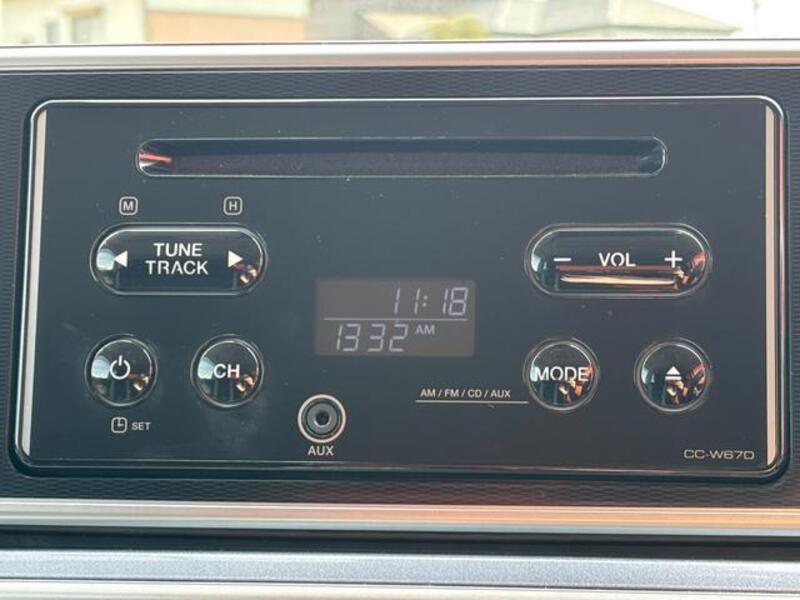 M H
TUNE
TRACK
− VOL +
11:18
1332 AM
CH
MODE
AM / FM / CD / AUX
SET
AUX
CC-W67D